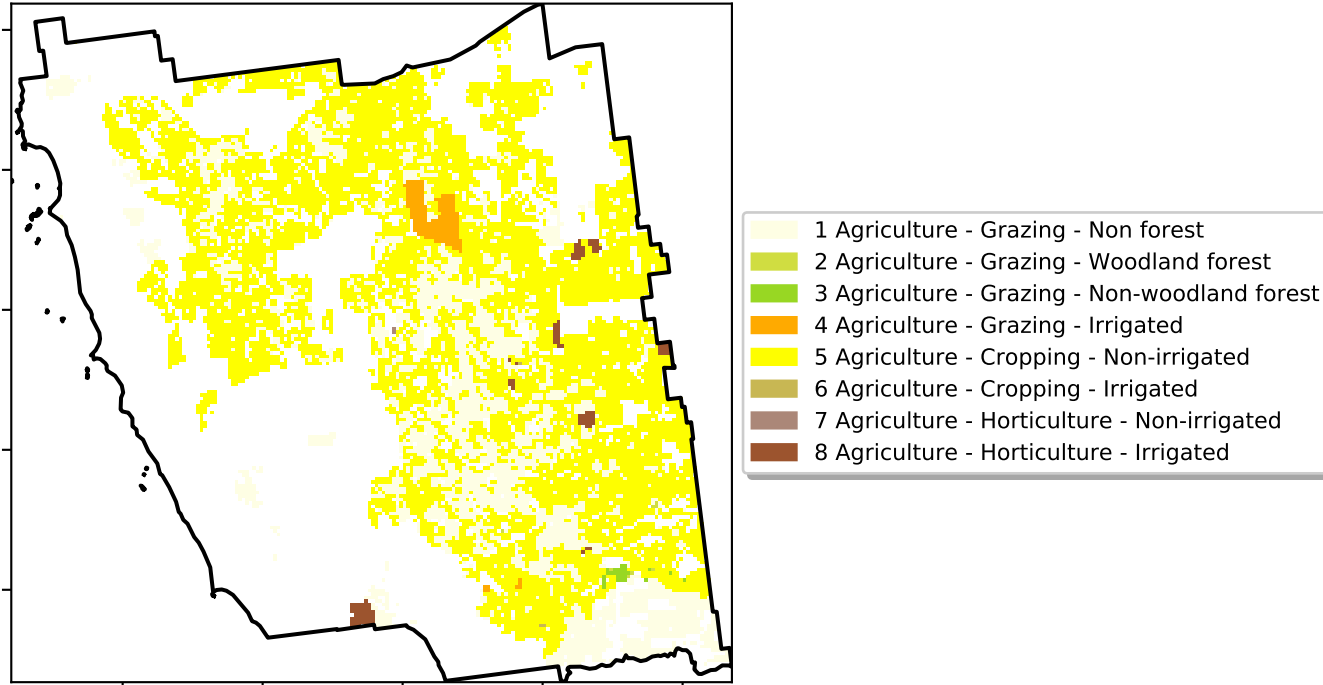 1 Agriculture - Grazing - Non forest
2 Agriculture - Grazing - Woodland forest
3 Agriculture - Grazing - Non-woodland forest
4 Agriculture - Grazing - Irrigated
5 Agriculture - Cropping - Non-irrigated
6 Agriculture - Cropping - Irrigated
7 Agriculture - Horticulture - Non-irrigated
8 Agriculture - Horticulture - Irrigated